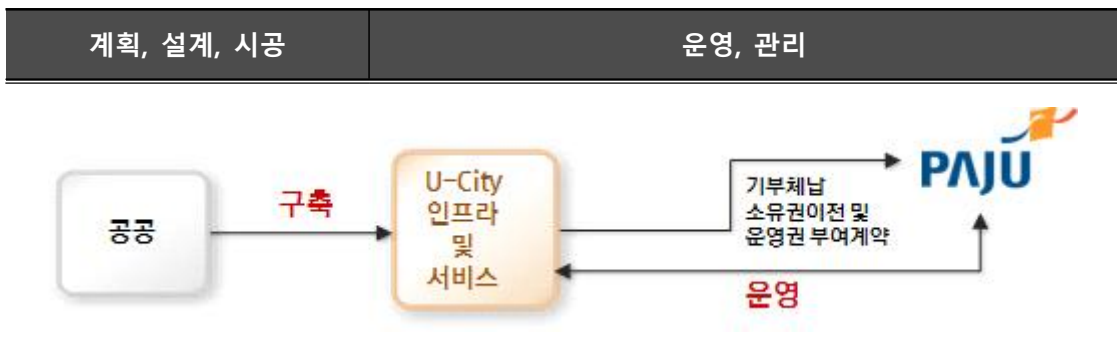 계획, 설계, 시공
운영, 관리
공공
구축
U-City
인프라
및
서비스
기부체납
소유권이전 및
운영권 부여계약
PAJU
운영